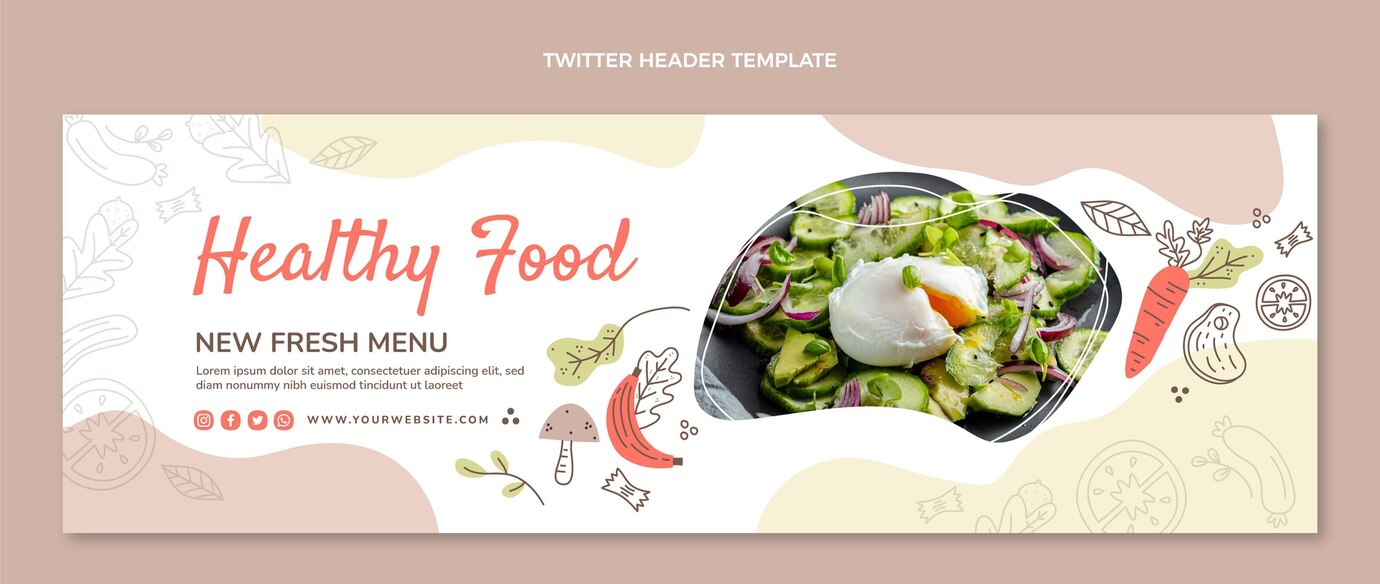 TWITTER HEADER TEMPLATE
Healthy Food
NEW FRESH MENU
Lorem ipsum dolor sit amet, consectetuer adipiscing elit, sed
diam nonummy nibh euismod tincidunt ut laoreet
WWW.YOURWEBSITE.COM